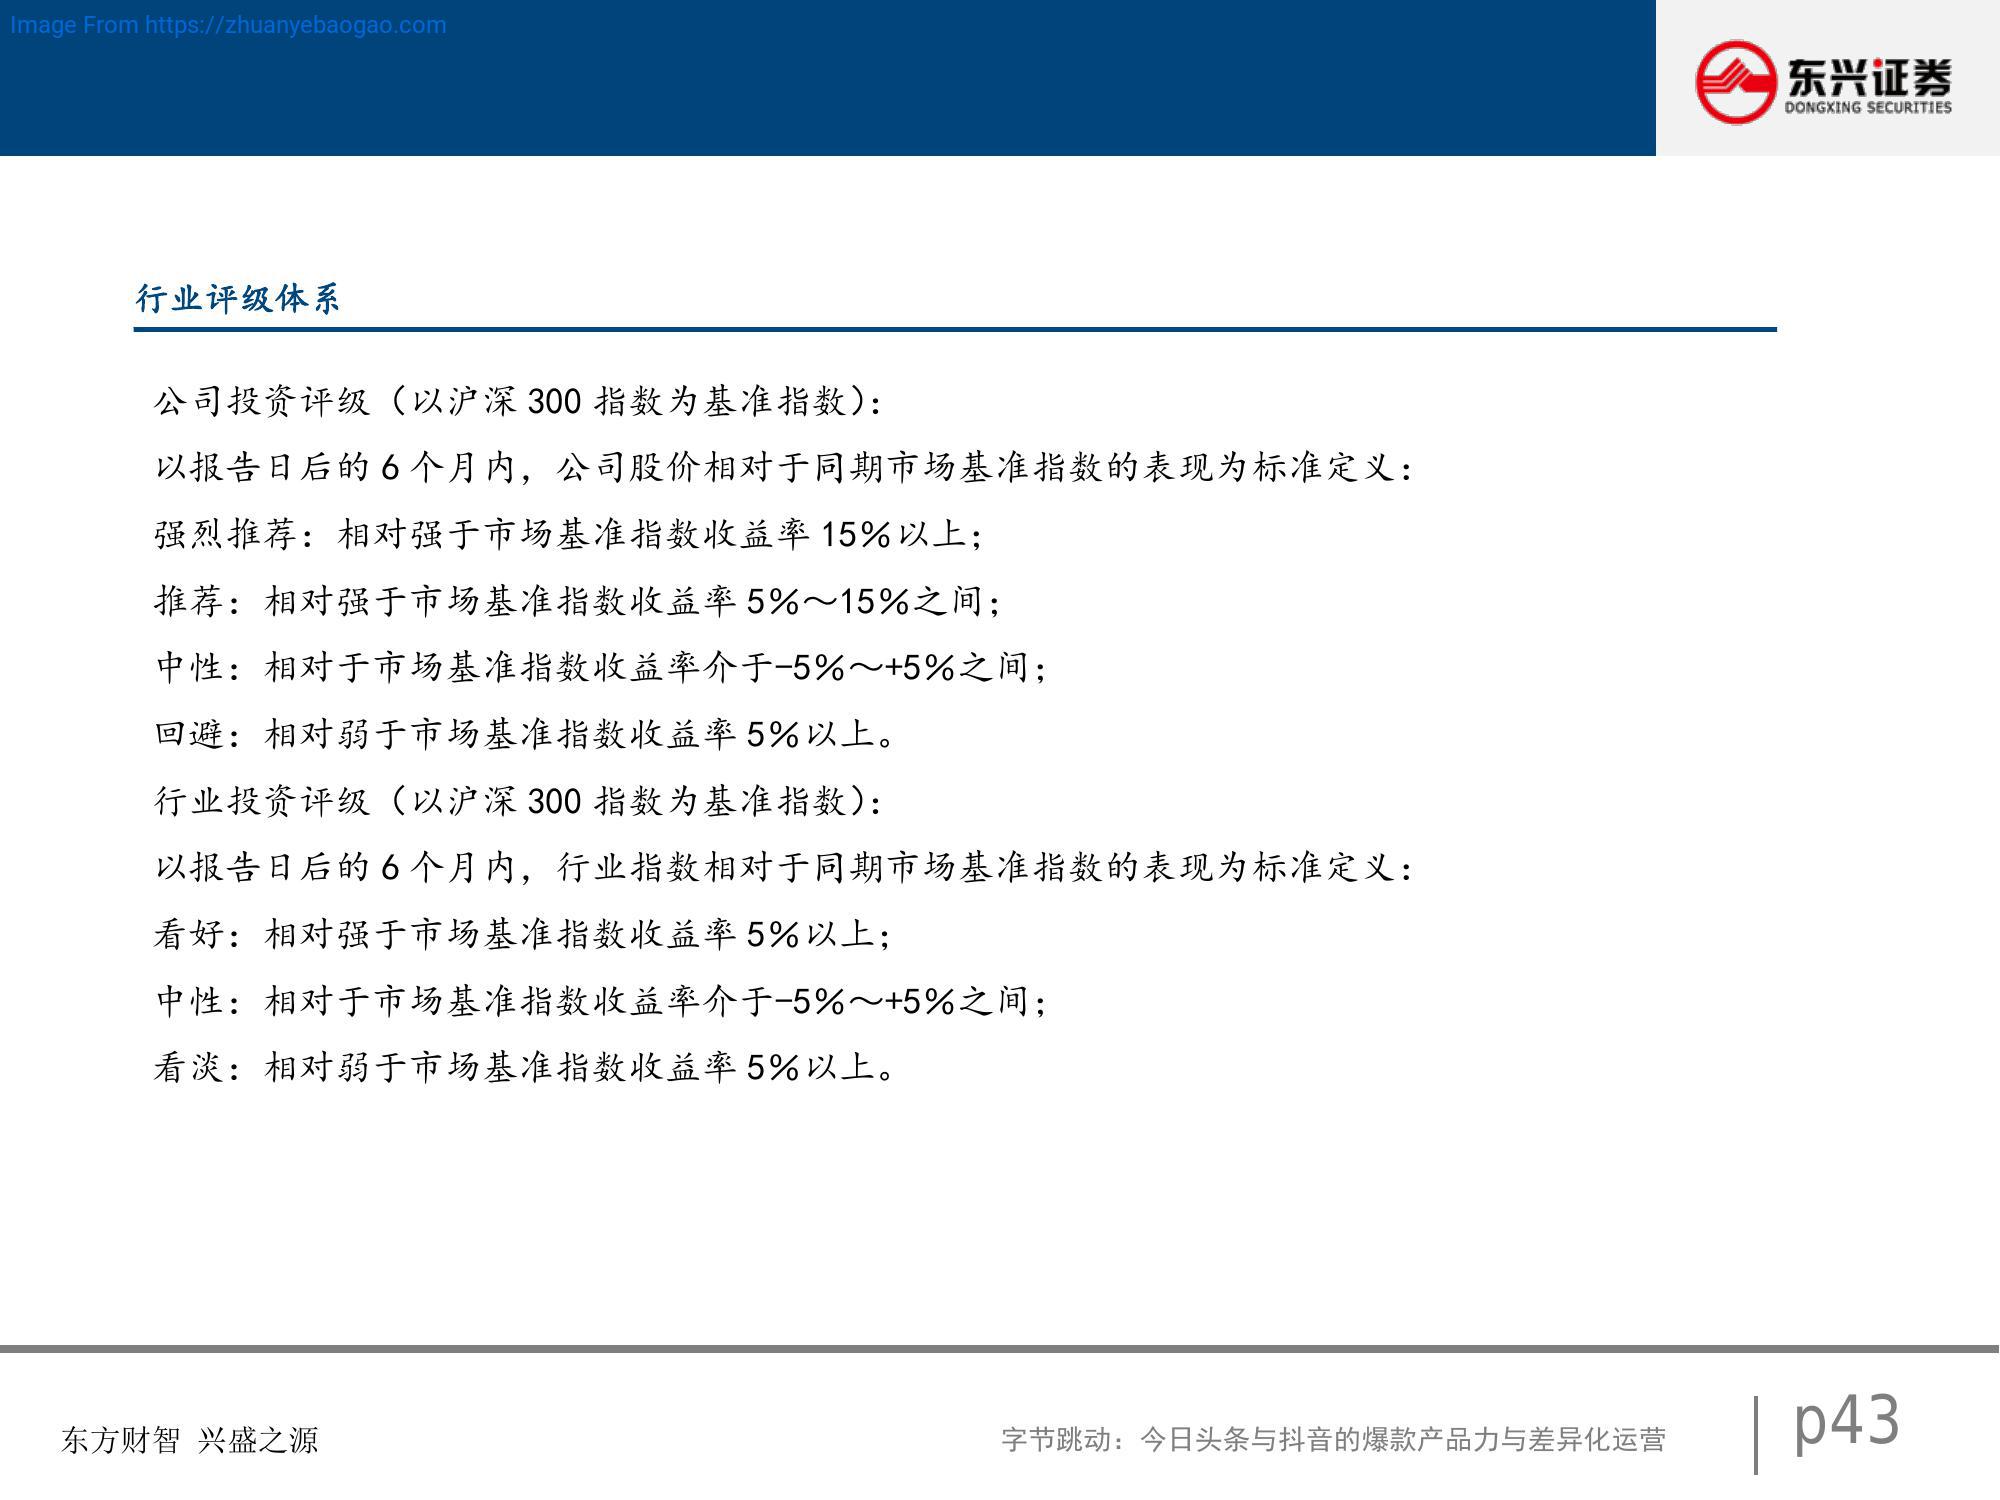 Image From https://zhuanyebaogao.com
东兴证券
DONGXING SECURITIES
行业评级体系
公司投资评级（以沪深 300 指数为基准指数）：
以报告日后的 6 个月内，公司股价相对于同期市场基准指数的表现为标准定义：
强烈推荐：相对强于市场基准指数收益率 15％以上；
推荐：相对强于市场基准指数收益率 5％～15％之间；
中性：相对于市场基准指数收益率介于-5％～+5％之间；
回避：相对弱于市场基准指数收益率 5％以上。
行业投资评级（以沪深 300 指数为基准指数）：
以报告日后的 6 个月内，行业指数相对于同期市场基准指数的表现为标准定义：
看好：相对强于市场基准指数收益率 5％以上；
中性：相对于市场基准指数收益率介于-5％～+5％之间；
看淡：相对弱于市场基准指数收益率 5％以上。
东方财智 兴盛之源
字节跳动：今日头条与抖音的爆款产品力与差异化运营
p43